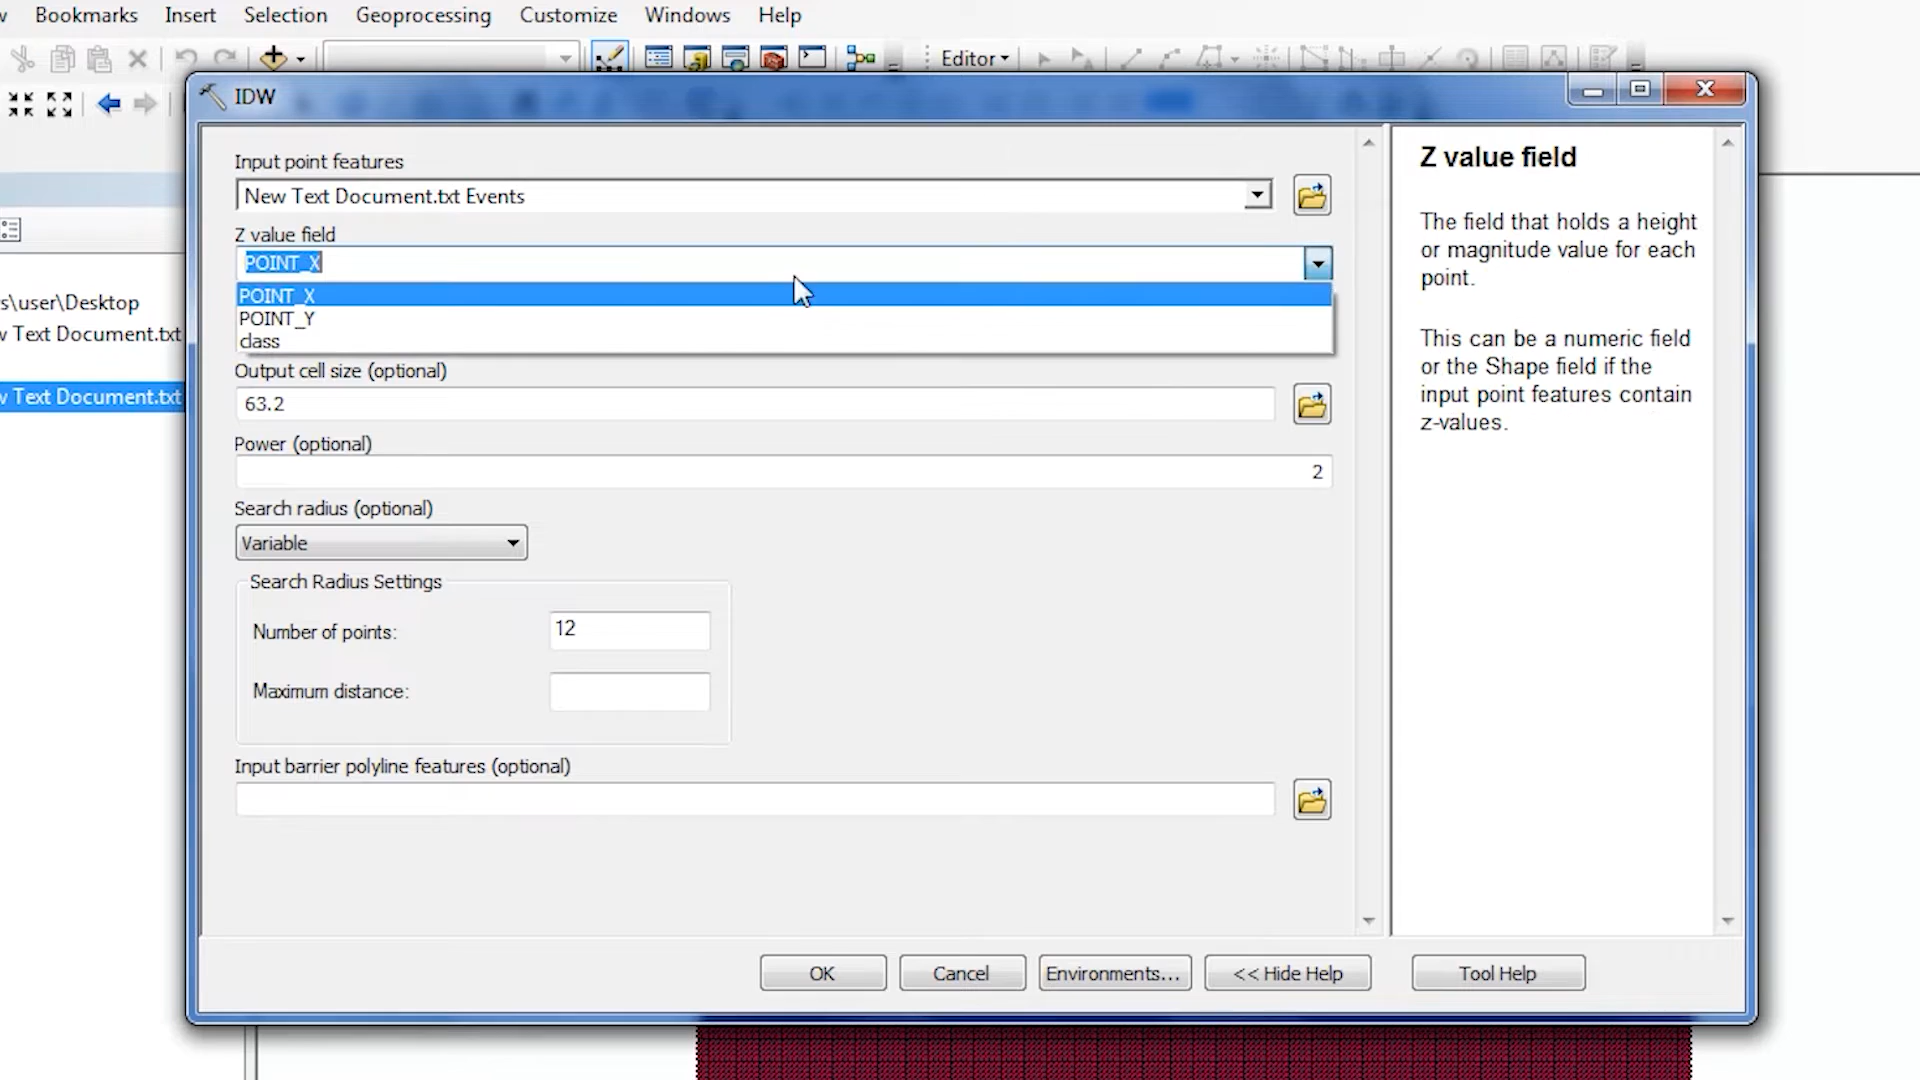 Bookmarks Insert Selection Geoprocessing Customize Windows Help
Editor
IDW
Input point features
New Text Document.txt Events
Z value field
POINT_X
POINT_X
POINT_Y
class
Output cell size (optional)
63.2
Power (optional)
2
Search radius (optional)
Variable
Search Radius Settings
Number of points:
12
Maximum distance:
Input barrier polyline features (optional)
OK
Cancel
Environments...
<< Hide Help
Tool Help
Z value field
The field that holds a height
or magnitude value for each
point.
This can be a numeric field
or the Shape field if the
input point features contain
z-values.
s\user\Desktop
w Text Document.txt
w Text Document.txt